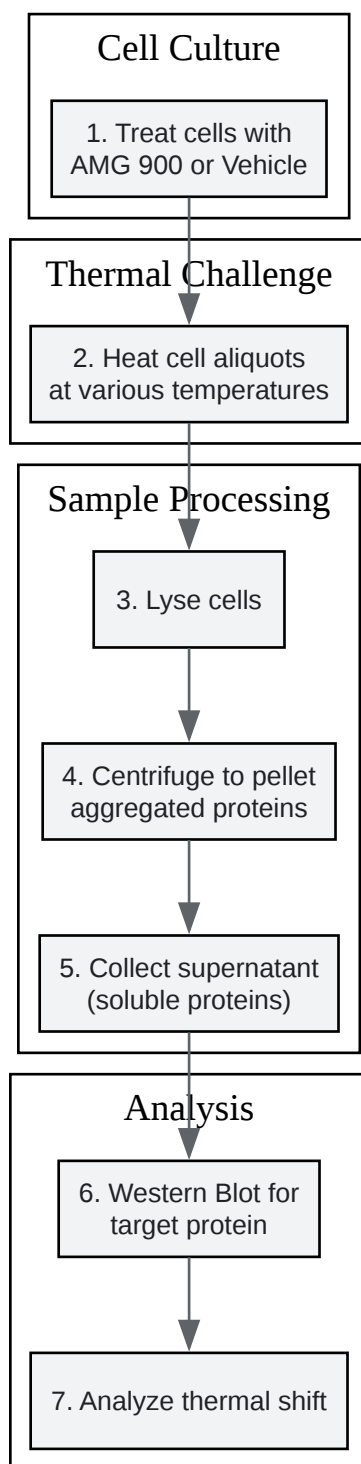 Cell Culture
1. Treat cells with
AMG 900 or Vehicle
Thermal Challenge
2. Heat cell aliquots
at various temperatures
Sample Processing
3. Lyse cells
4. Centrifuge to pellet
aggregated proteins
5. Collect supernatant
(soluble proteins)
Analysis
6. Western Blot for
target protein
7. Analyze thermal shift